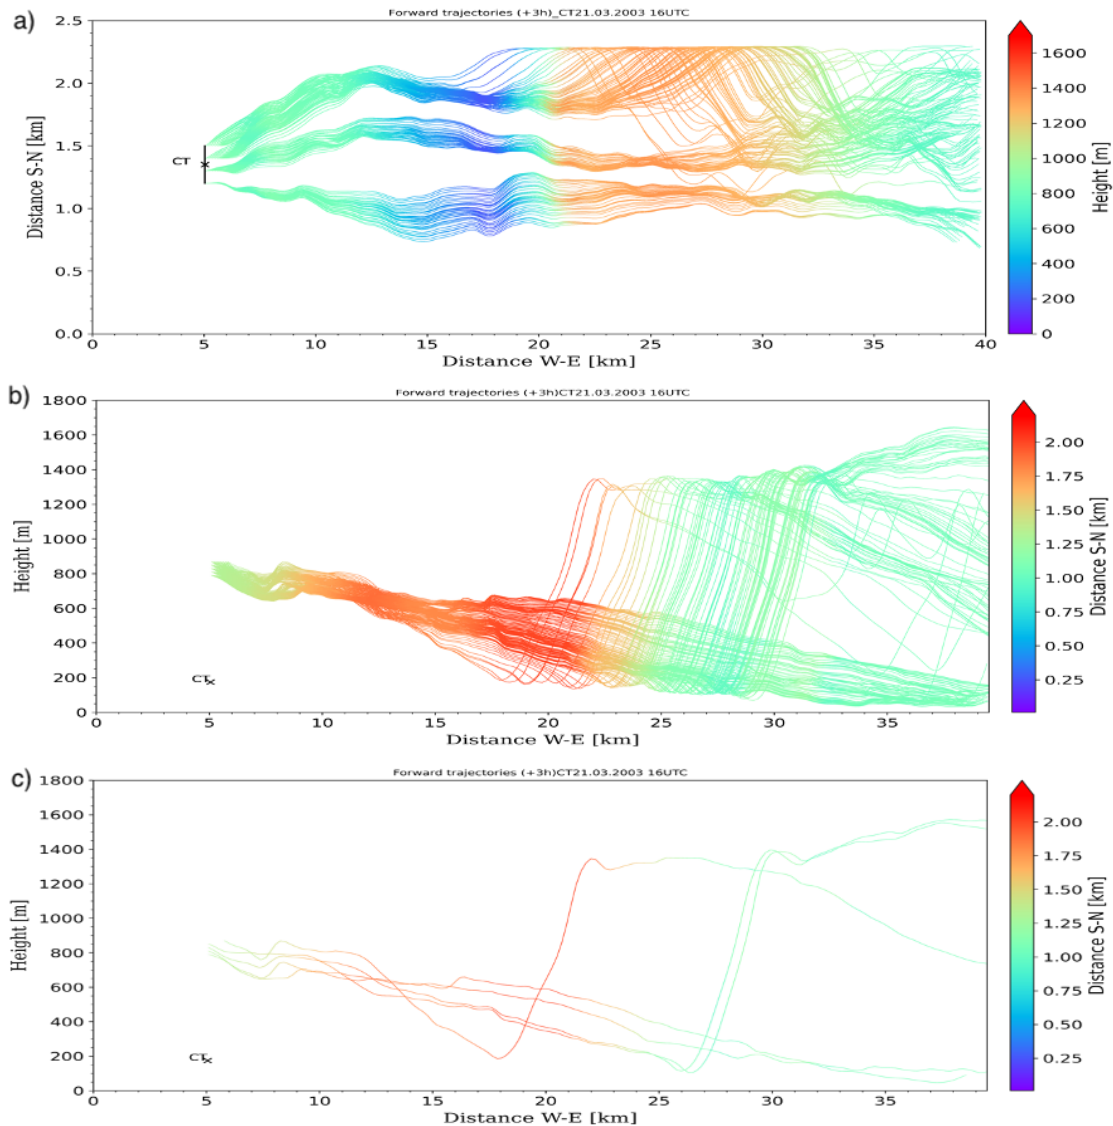 a)
Forward trajectories (+3h)_CT21.03.2003 16UTC
2.5
2.0
1.5
1.0
0.5
0.0
Distance S-N [km]
CT
0 5 10 15 20 25 30 35 40
Distance W-E [km]
1600
1400
1200
1000
800
600
400
200
0
Height [m]
b)
Forward trajectories (+3h)CT21.03.2003 16UTC
1800
1600
1400
1200
1000
800
600
400
200
0
Height [m]
CT
0 5 10 15 20 25 30 35
Distance W-E [km]
2.00
1.75
1.50
1.25
1.00
0.75
0.50
0.25
Distance S-N [km]
c)
Forward trajectories (+3h)CT21.03.2003 16UTC
1800
1600
1400
1200
1000
800
600
400
200
0
Height [m]
CT
0 5 10 15 20 25 30 35
Distance W-E [km]
2.00
1.75
1.50
1.25
1.00
0.75
0.50
0.25
Distance S-N [km]